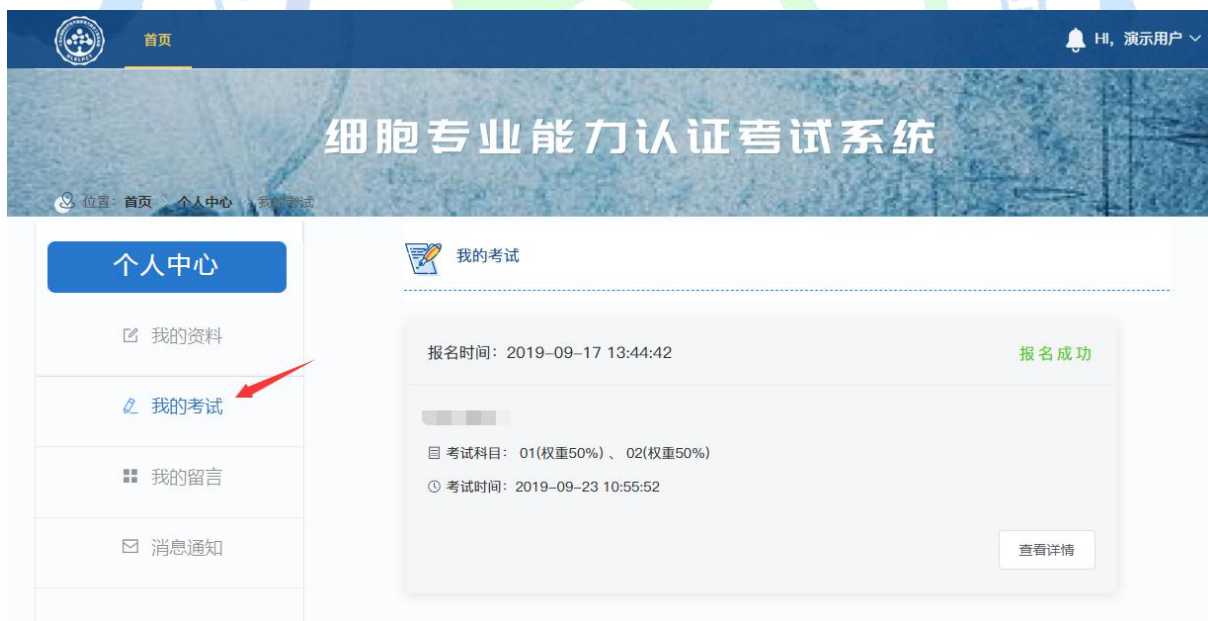 首页
HI, 演示用户
细胞专业能力认证考试系统
位置: 首页 > 个人中心 > 我的考试
个人中心
我的资料
我的考试
我的留言
消息通知
我的考试
报名时间: 2019-09-17 13:44:42
报名成功
考试科目: 01(权重50%) 、 02(权重50%)
考试时间: 2019-09-23 10:55:52
查看详情